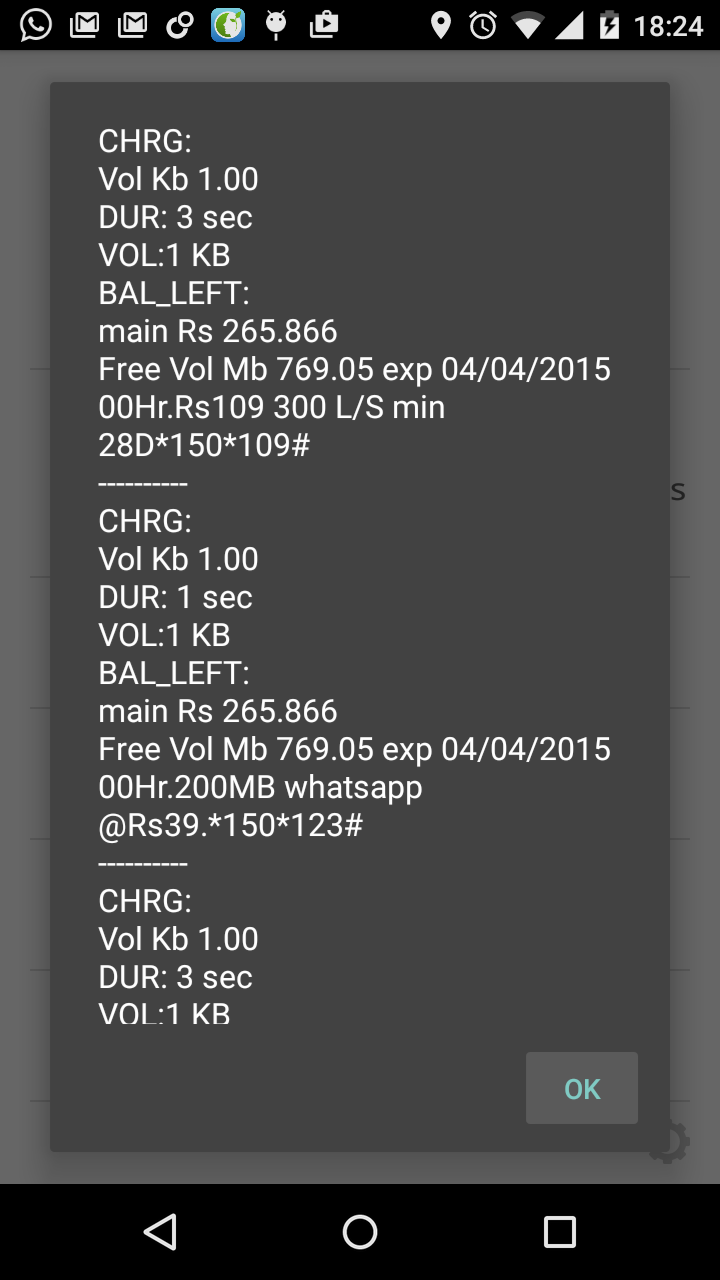 18:24
CHRG:
Vol Kb 1.00
DUR: 3 sec
VOL:1 KB
BAL_LEFT:
main Rs 265.866
Free Vol Mb 769.05 exp 04/04/2015
00Hr.Rs109 300 L/S min
28D*150*109#
----------
s
CHRG:
Vol Kb 1.00
DUR: 1 sec
VOL:1 KB
BAL_LEFT:
main Rs 265.866
Free Vol Mb 769.05 exp 04/04/2015
00Hr.200MB whatsapp
@Rs39.*150*123#
----------
CHRG:
Vol Kb 1.00
DUR: 3 sec
VOL:1 KB
OK